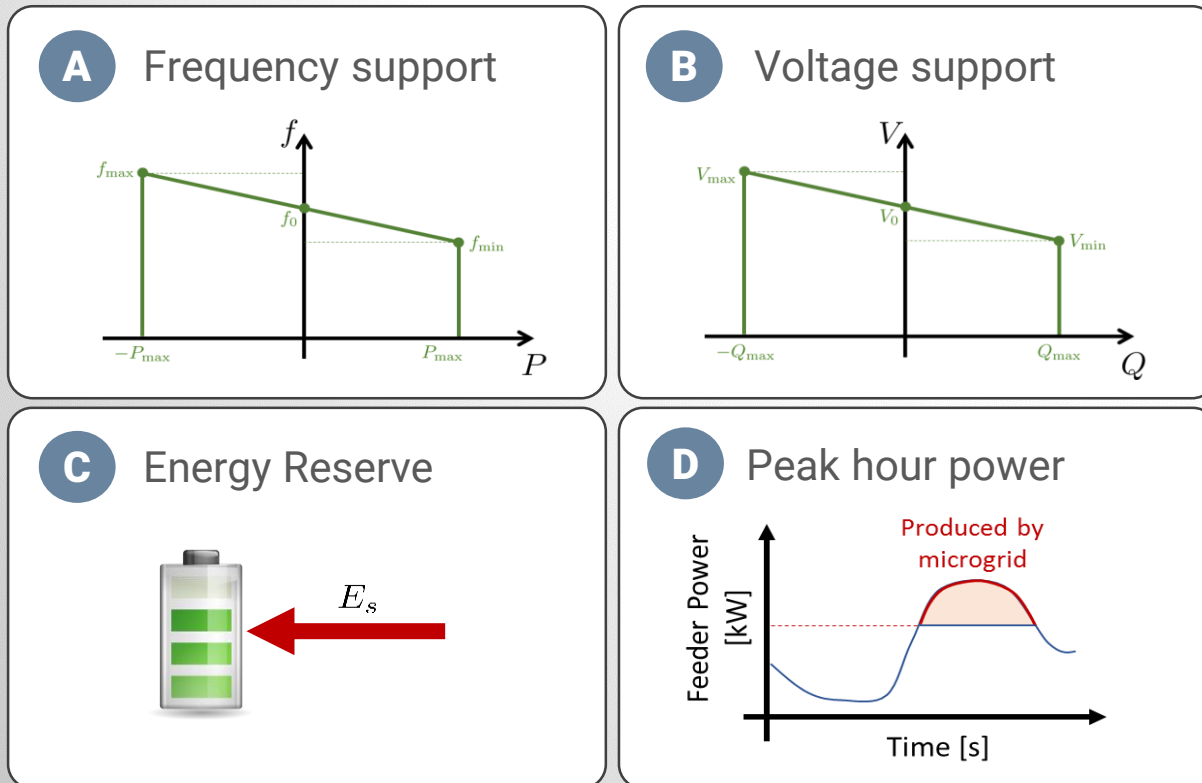 A Frequency support
f
f_max
f_0
f_min
−P_max
P_max
P
B Voltage support
V
V_max
V_0
V_min
−Q_max
Q_max
Q
C Energy Reserve
E_s
D Peak hour power
Produced by
microgrid
Feeder Power
[kW]
Time [s]